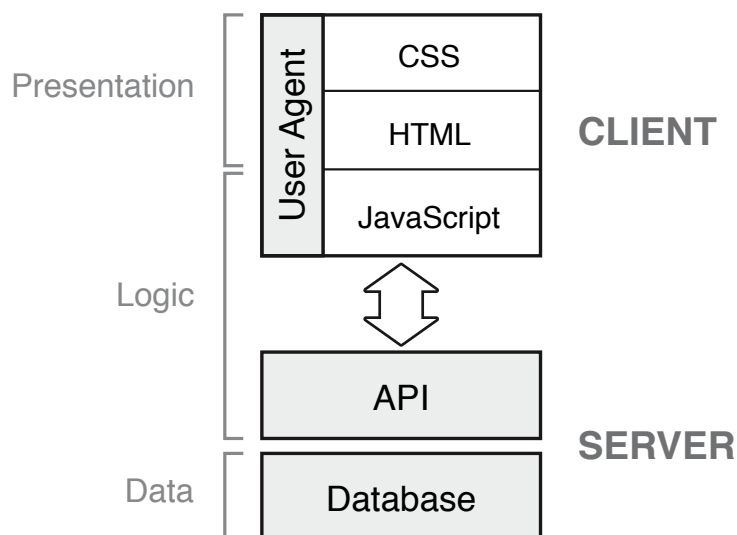 Presentation
User Agent
CSS
HTML
CLIENT
JavaScript
Logic
API
SERVER
Data
Database